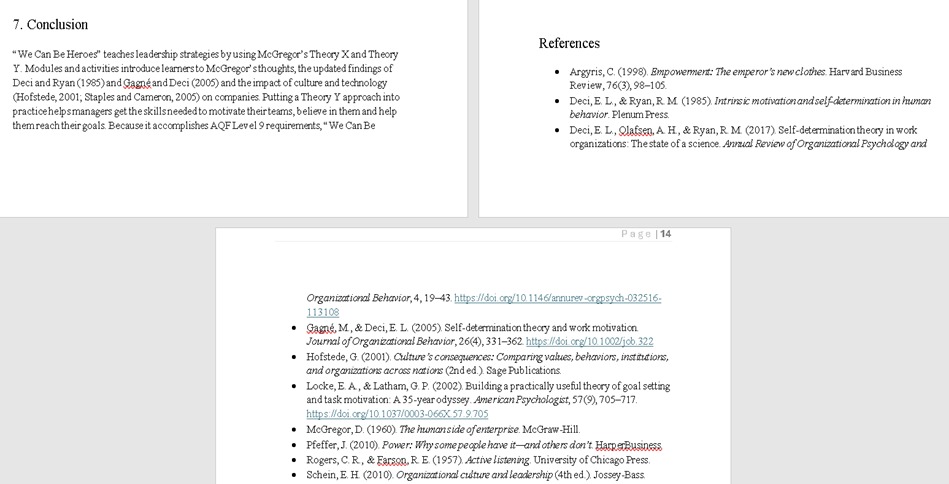 7. Conclusion
“We Can Be Heroes” teaches leadership strategies by using McGregor’s Theory X and Theory
Y. Modules and activities introduce learners to McGregor’s thoughts, the updated findings of
Deci and Ryan (1985) and Gagné and Deci (2005) and the impact of culture and technology
(Hofstede, 2001; Staples and Cameron, 2005) on companies. Putting a Theory Y approach into
practice helps managers get the skills needed to motivate their teams, believe in them and help
them reach their goals. Because it accomplishes AQF Level 9 requirements, “We Can Be
References
• Argyris, C. (1998). Empowerment: The emperor’s new clothes. Harvard Business
Review, 76(3), 98–105.
• Deci, E. L., & Ryan, R. M. (1985). Intrinsic motivation and self-determination in human
behavior. Plenum Press.
• Deci, E. L., Olafsen, A. H., & Ryan, R. M. (2017). Self-determination theory in work
organizations: The state of a science. Annual Review of Organizational Psychology and
Page | 14
Organizational Behavior, 4, 19–43. https://doi.org/10.1146/annurev-orgpsych-032516-
113108
• Gagné, M., & Deci, E. L. (2005). Self-determination theory and work motivation.
Journal of Organizational Behavior, 26(4), 331–362. https://doi.org/10.1002/job.322
• Hofstede, G. (2001). Culture’s consequences: Comparing values, behaviors, institutions,
and organizations across nations (2nd ed.). Sage Publications.
• Locke, E. A., & Latham, G. P. (2002). Building a practically useful theory of goal setting
and task motivation: A 35-year odyssey. American Psychologist, 57(9), 705–717.
https://doi.org/10.1037/0003-066X.57.9.705
• McGregor, D. (1960). The human side of enterprise. McGraw-Hill.
• Pfeffer, J. (2010). Power: Why some people have it—and others don’t. HarperBusiness.
• Rogers, C. R., & Farson, R. E. (1957). Active listening. University of Chicago Press.
• Schein, E. H. (2010). Organizational culture and leadership (4th ed.). Jossey-Bass.